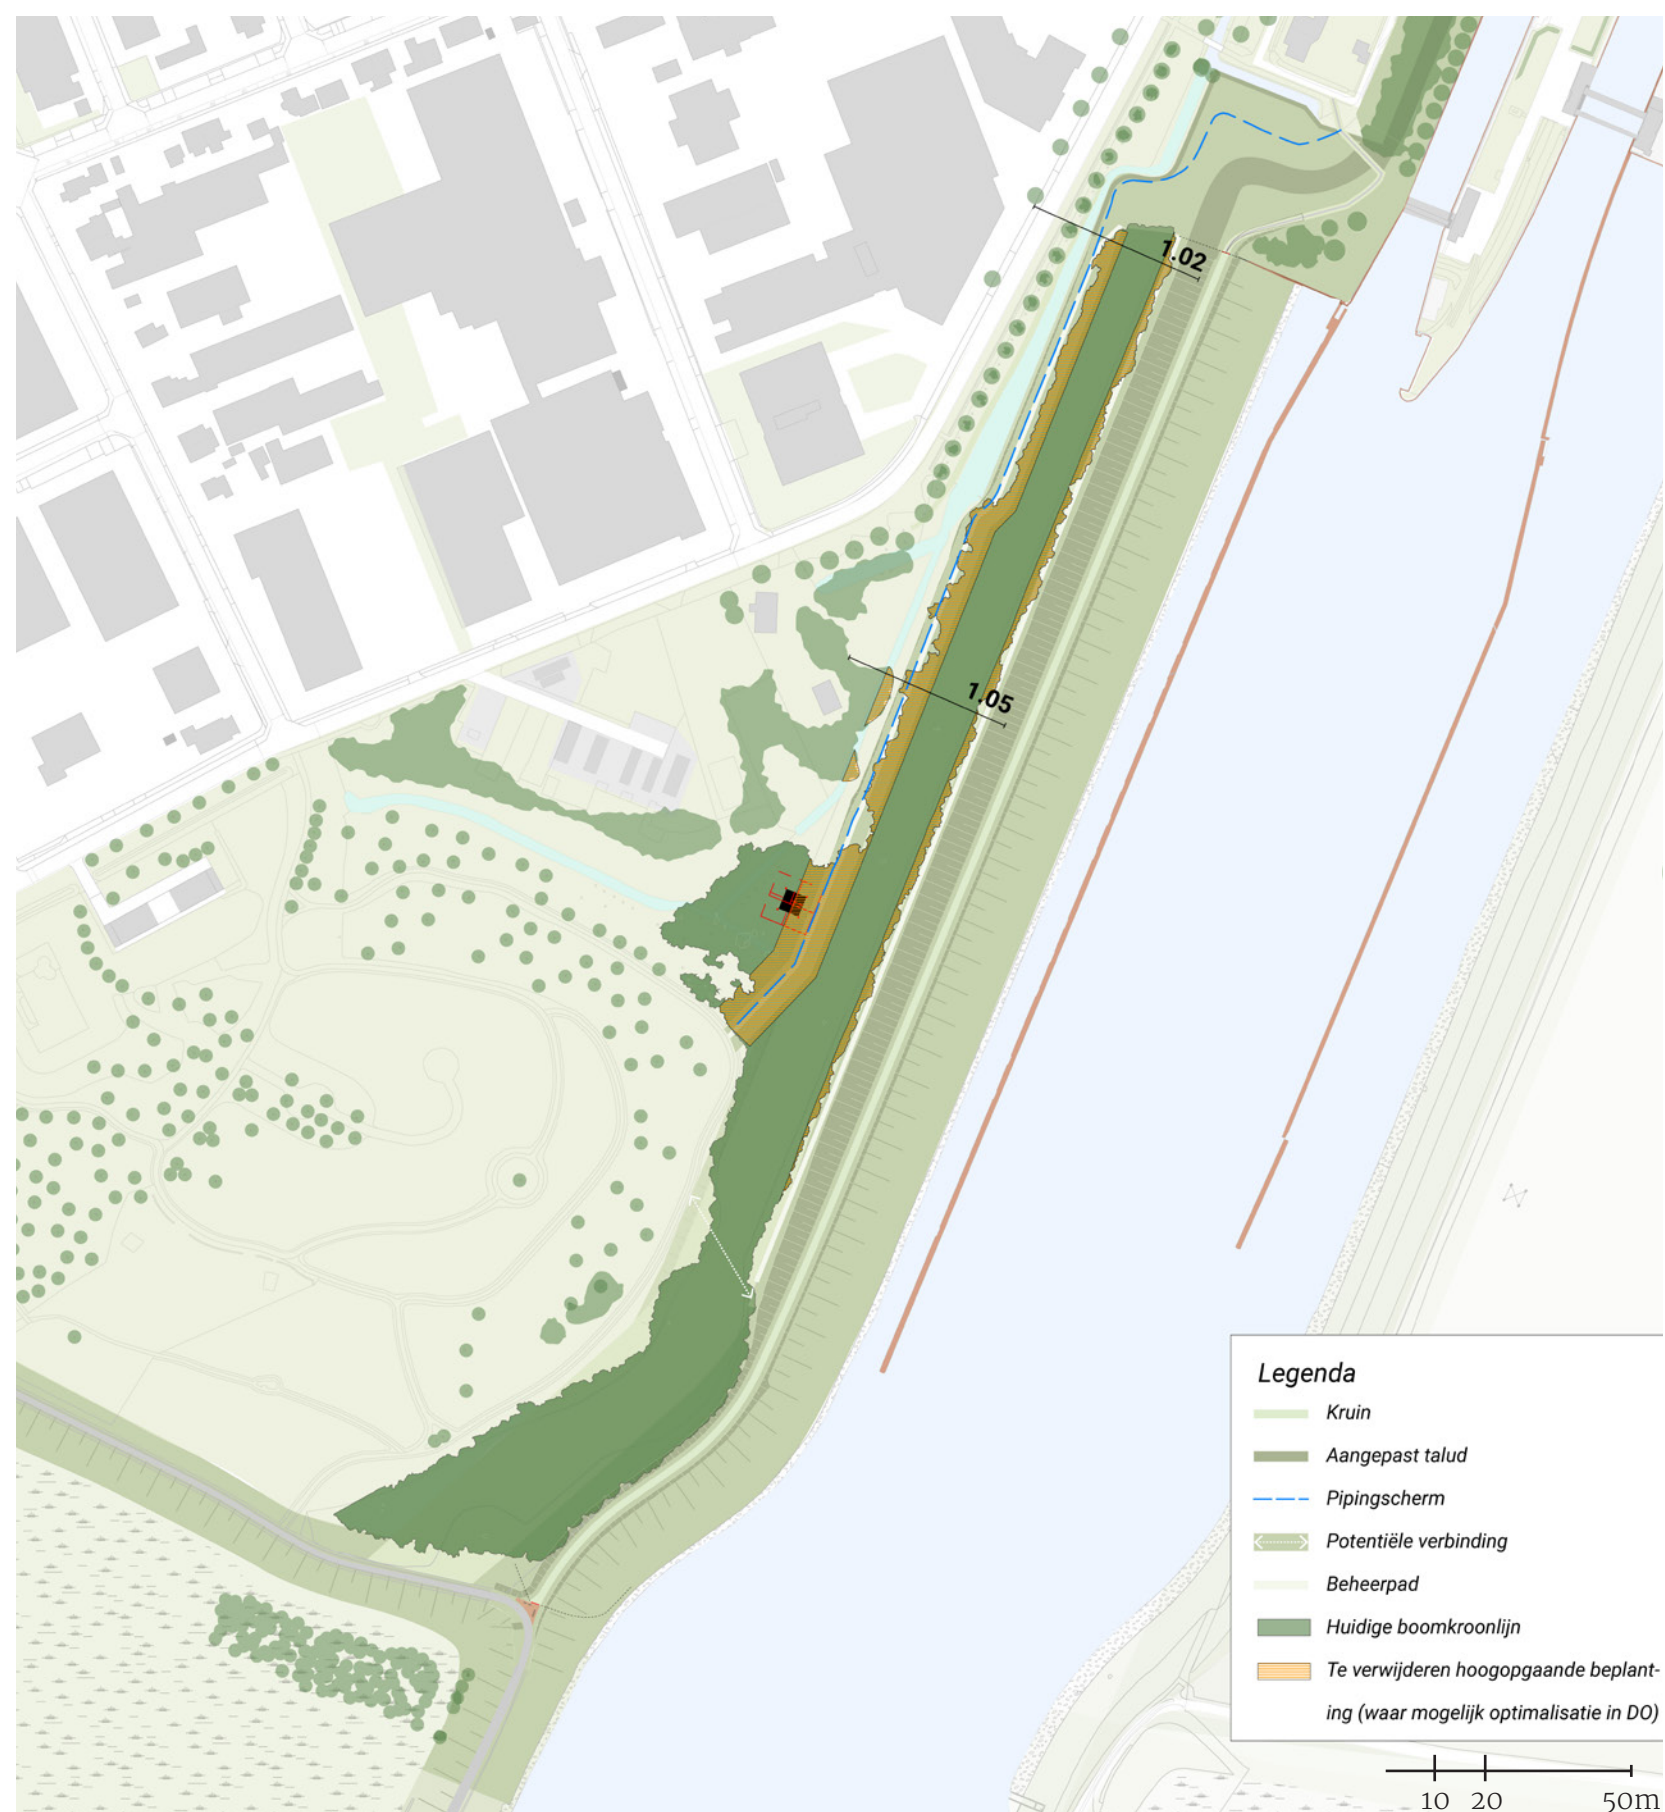 1.02
1.05
Legenda
Kruin
Aangepast talud
Pipingscherm
Potentiële verbinding
Beheerpad
Huidige boomkroonlijn
Te verwijderen hoogopgaande beplant-
ing (waar mogelijk optimalisatie in DO)
10 20 50m